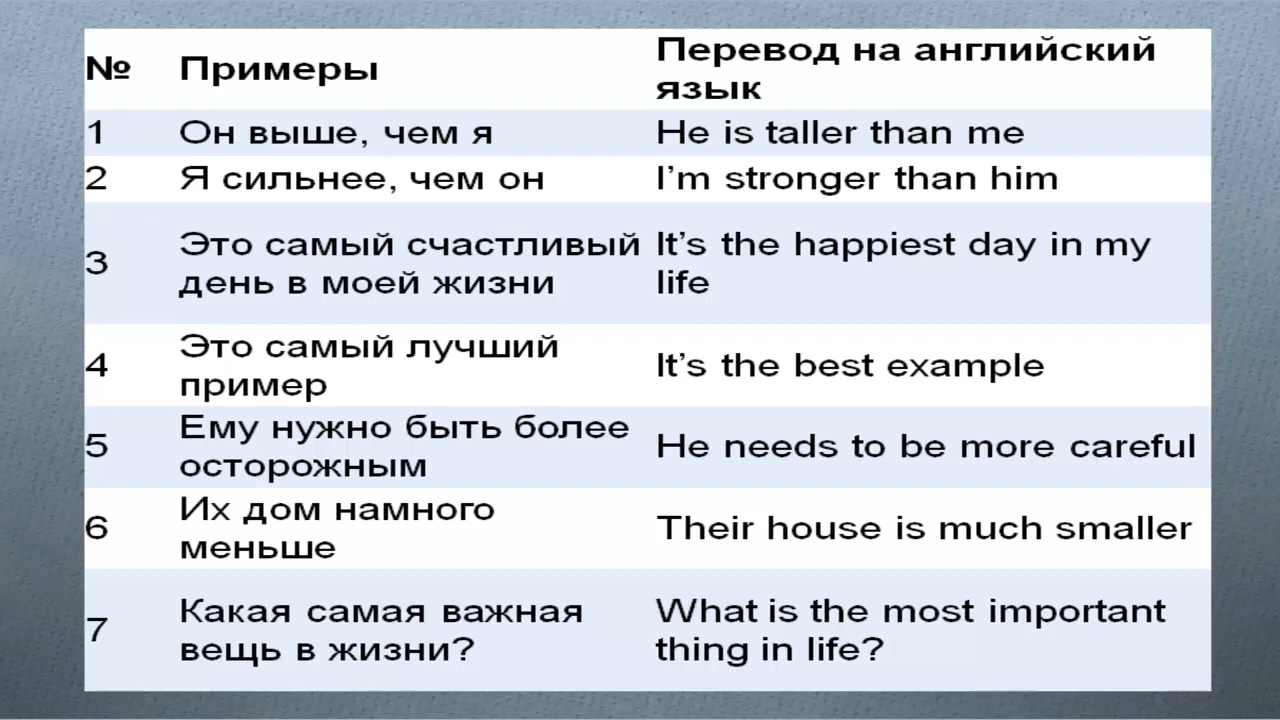 № Примеры Перевод на английский
язык
1 Он выше, чем я He is taller than me
2 Я сильнее, чем он I’m stronger than him
3 Это самый счастливый It’s the happiest day in my
день в моей жизни life
4 Это самый лучший
пример It’s the best example
5 Ему нужно быть более
осторожным He needs to be more careful
6 Их дом намного
меньше Their house is much smaller
7 Какая самая важная What is the most important
вещь в жизни? thing in life?